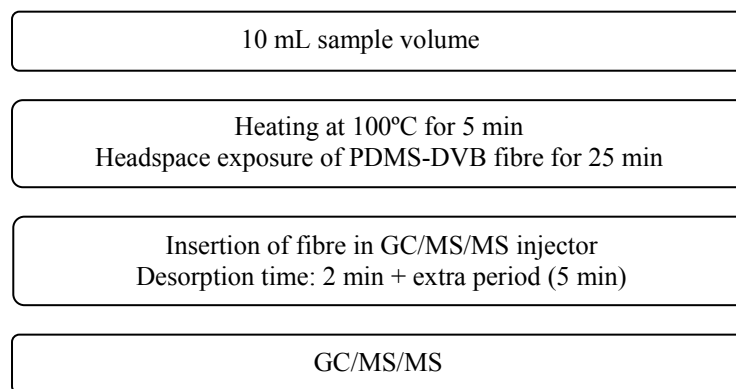 10 mL sample volume
Heating at 100ºC for 5 min
Headspace exposure of PDMS-DVB fibre for 25 min
Insertion of fibre in GC/MS/MS injector
Desorption time: 2 min + extra period (5 min)
GC/MS/MS